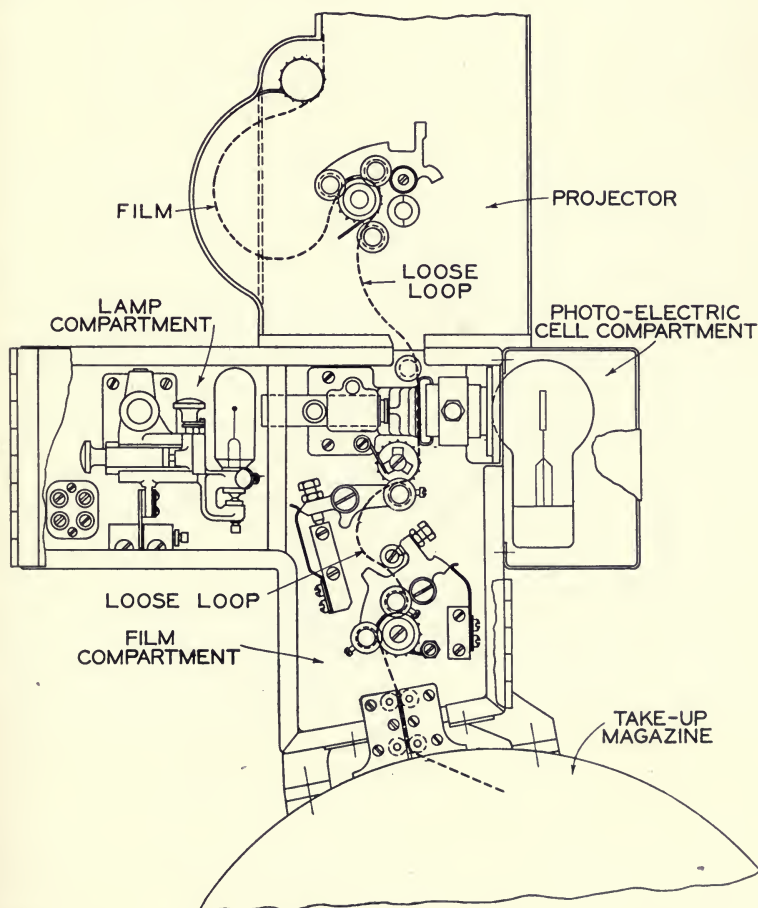 FILM
PROJECTOR
LOOSE
LOOP
LAMP
COMPARTMENT
PHOTO-ELECTRIC
CELL COMPARTMENT
LOOSE LOOP
FILM
COMPARTMENT
TAKE-UP
MAGAZINE